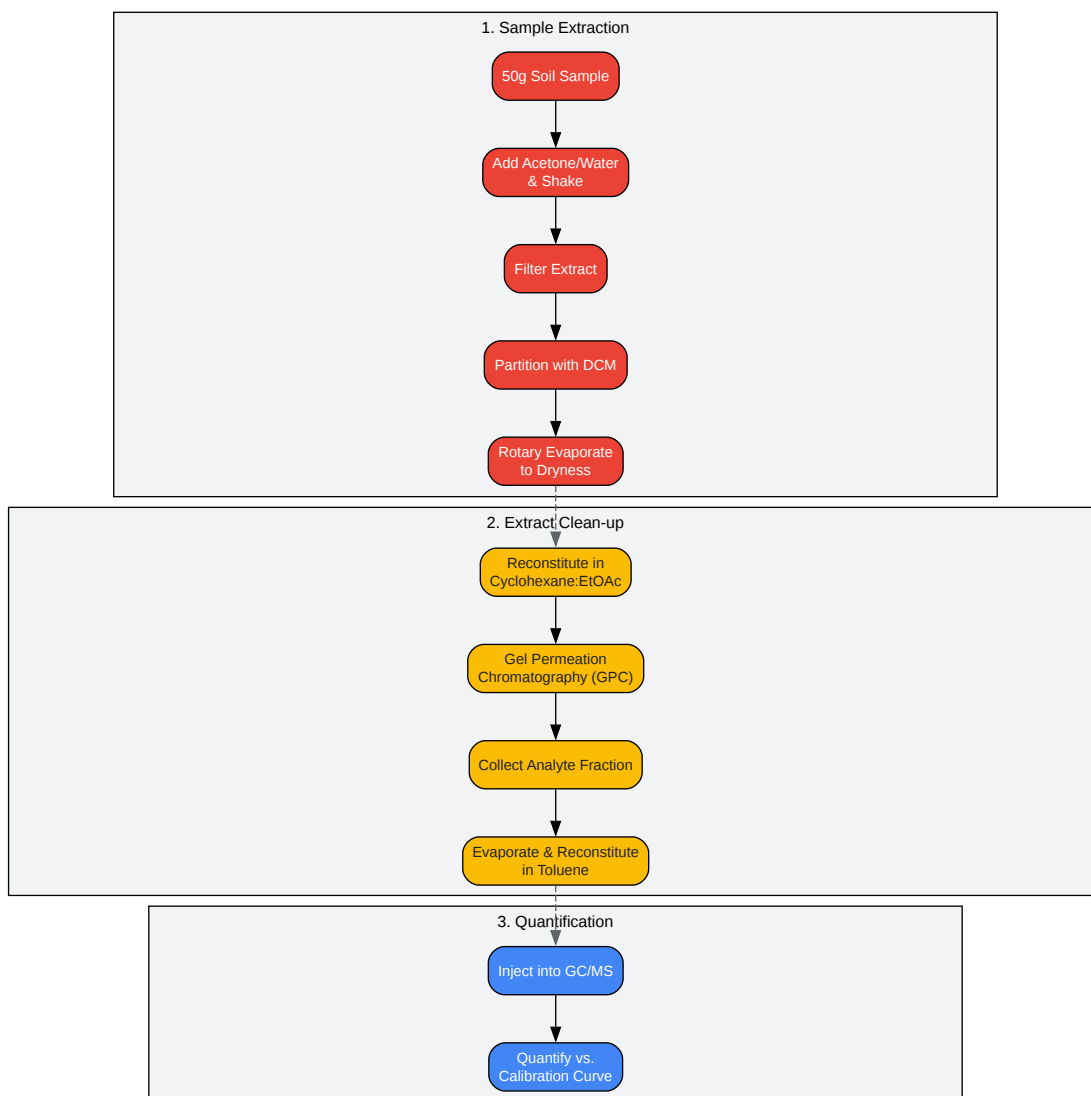 1. Sample Extraction
50g Soil Sample
Add Acetone/Water
& Shake
Filter Extract
Partition with DCM
Rotary Evaporate
to Dryness
2. Extract Clean-up
Reconstitute in
Cyclohexane:EtOAc
Gel Permeation
Chromatography (GPC)
Collect Analyte Fraction
Evaporate & Reconstitute
in Toluene
3. Quantification
Inject into GC/MS
Quantify vs.
Calibration Curve